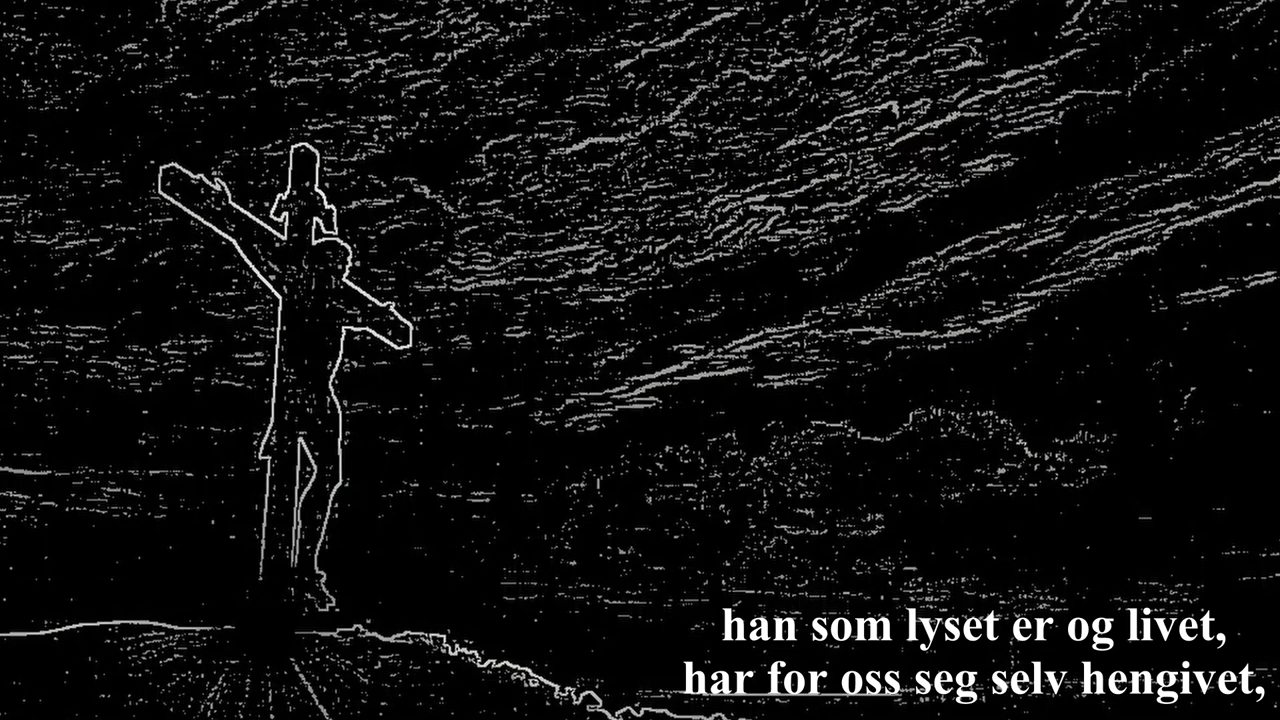 han som lyset er og livet,
har for oss seg selv hengivet,